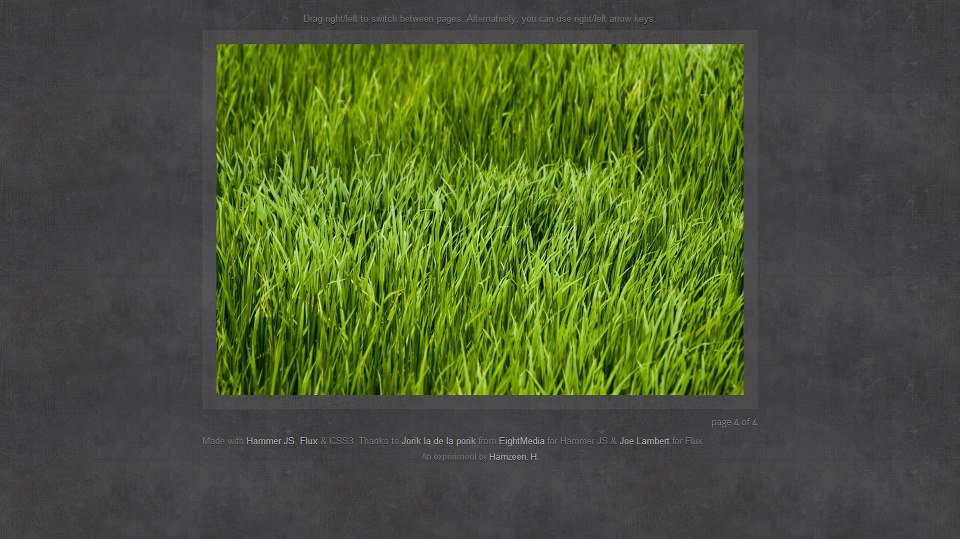 Drag right/left to switch between pages. Alternatively, you can use right/left arrow keys.
page 4 of 4
Made with Hammer JS, Flux & CSS3. Thanks to Jorik la de la porik from EightMedia for Hammer JS & Joe Lambert for Flux.
An experiment by Hamzeen. H.